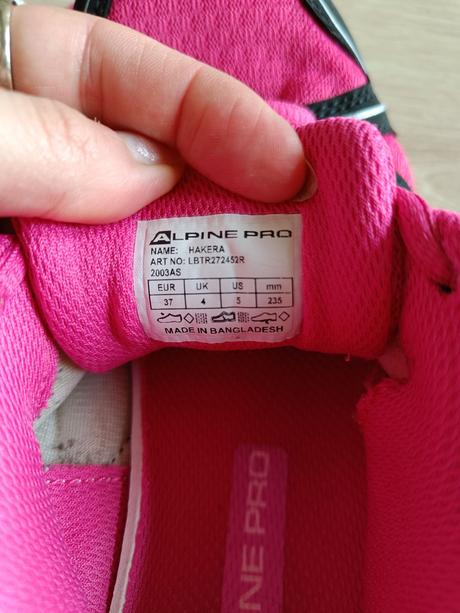 ALPINE PRO
NAME: HAKERA
ART NO: LBTR272452R
2003AS
EUR UK US mm
37 4 5 235
MADE IN BANGLADESH
NE PRO